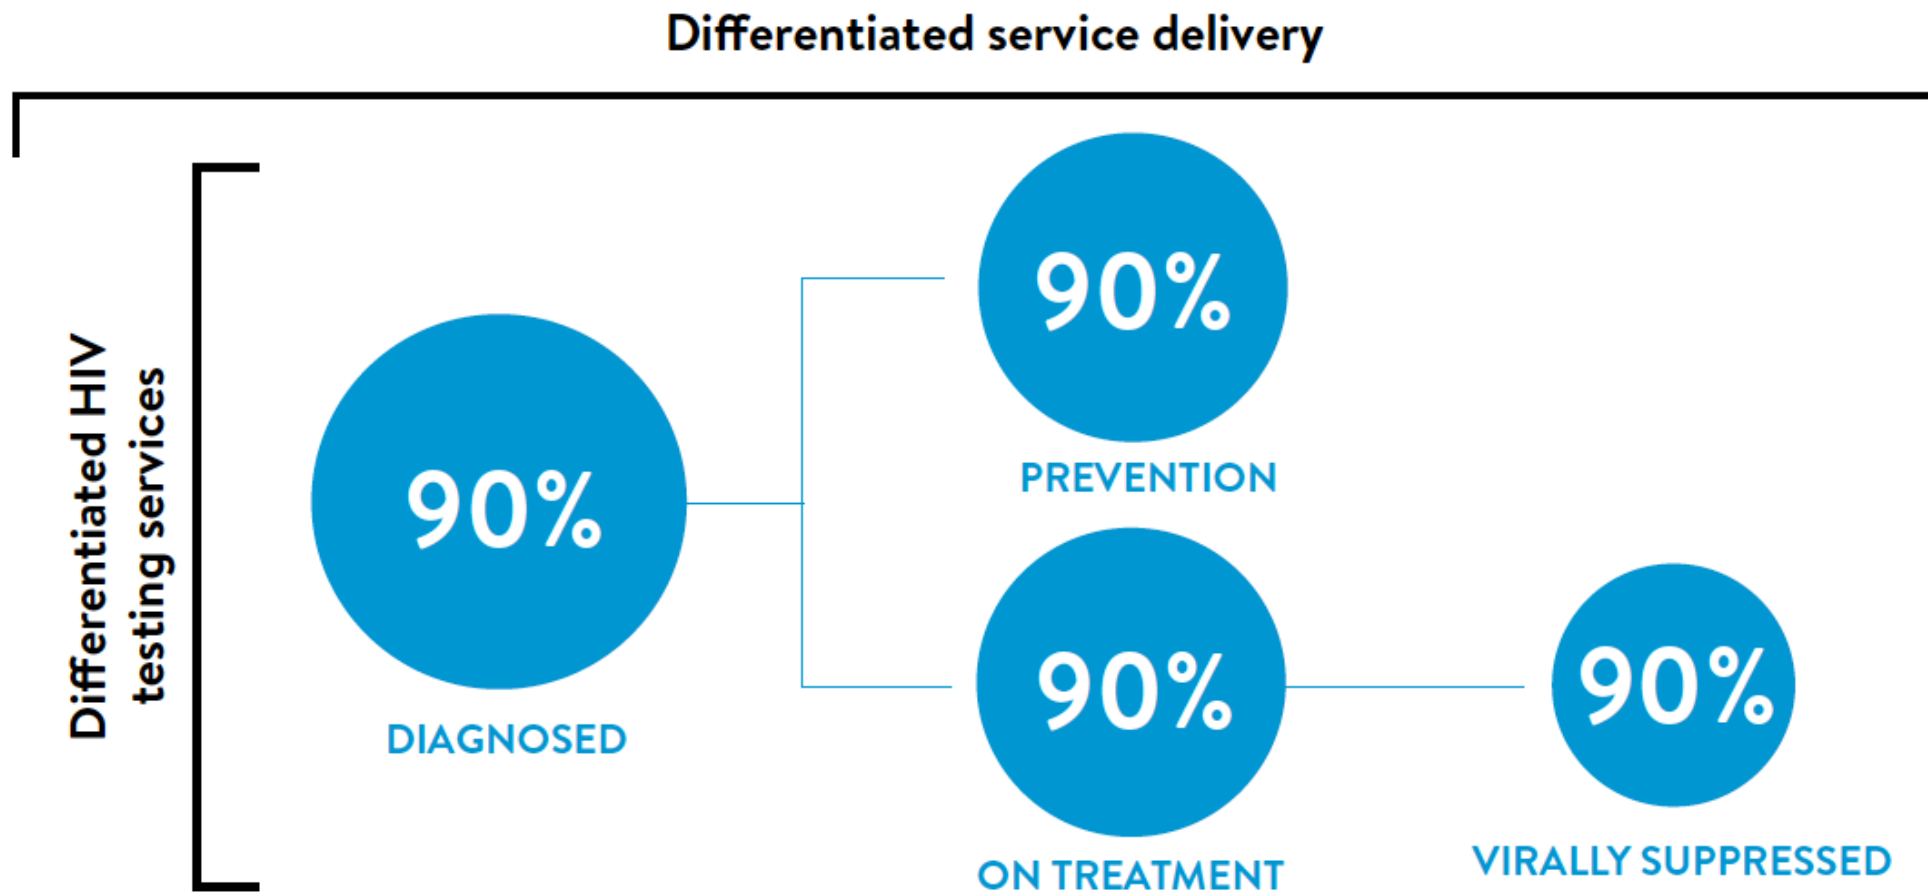 Differentiated service delivery
Differentiated HIV
testing services
90%
DIAGNOSED
90%
PREVENTION
90%
ON TREATMENT
90%
VIRALLY SUPPRESSED